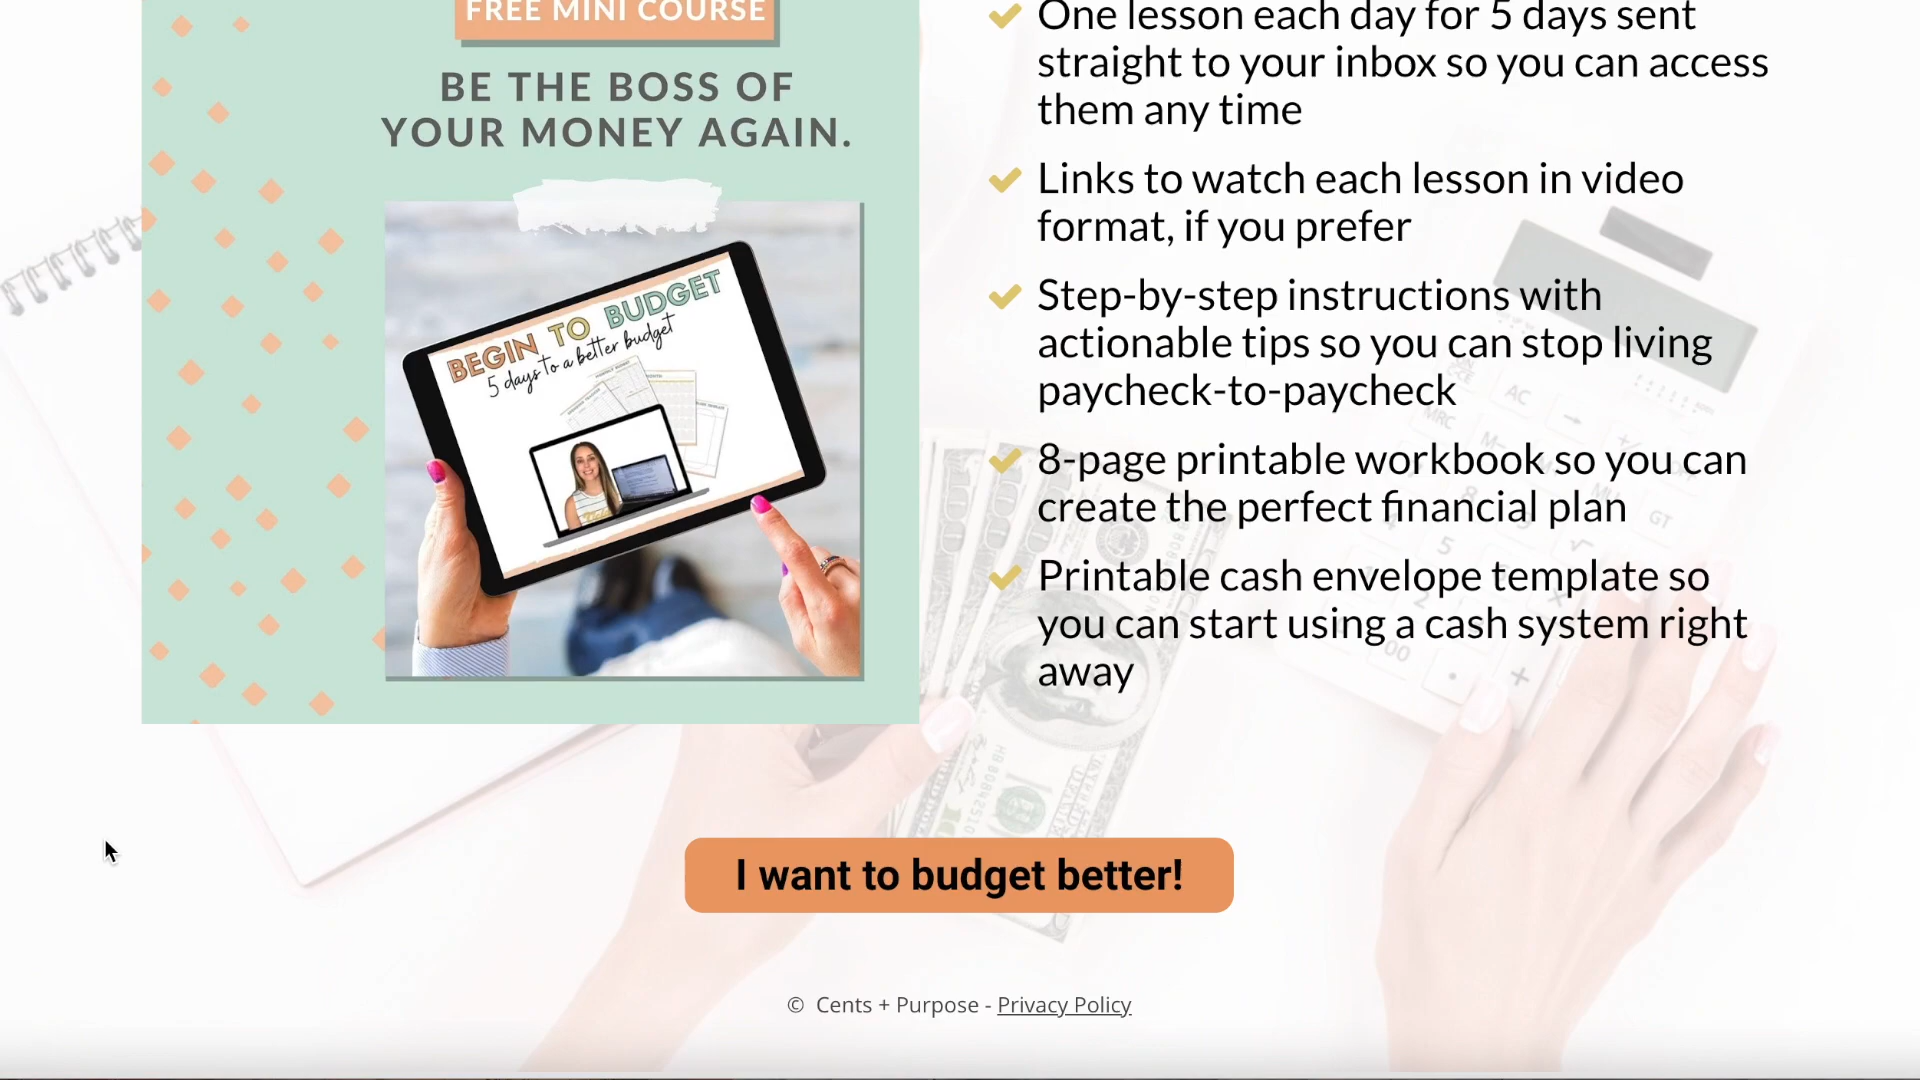 FREE MINI COURSE
BE THE BOSS OF
YOUR MONEY AGAIN.
BEGIN TO BUDGET
5 days to a better budget
One lesson each day for 5 days sent
straight to your inbox so you can access
them any time
Links to watch each lesson in video
format, if you prefer
Step-by-step instructions with
actionable tips so you can stop living
paycheck-to-paycheck
8-page printable workbook so you can
create the perfect financial plan
Printable cash envelope template so
you can start using a cash system right
away
AC
MRC
GT
5
00
+
I want to budget better!
© Cents + Purpose - Privacy Policy